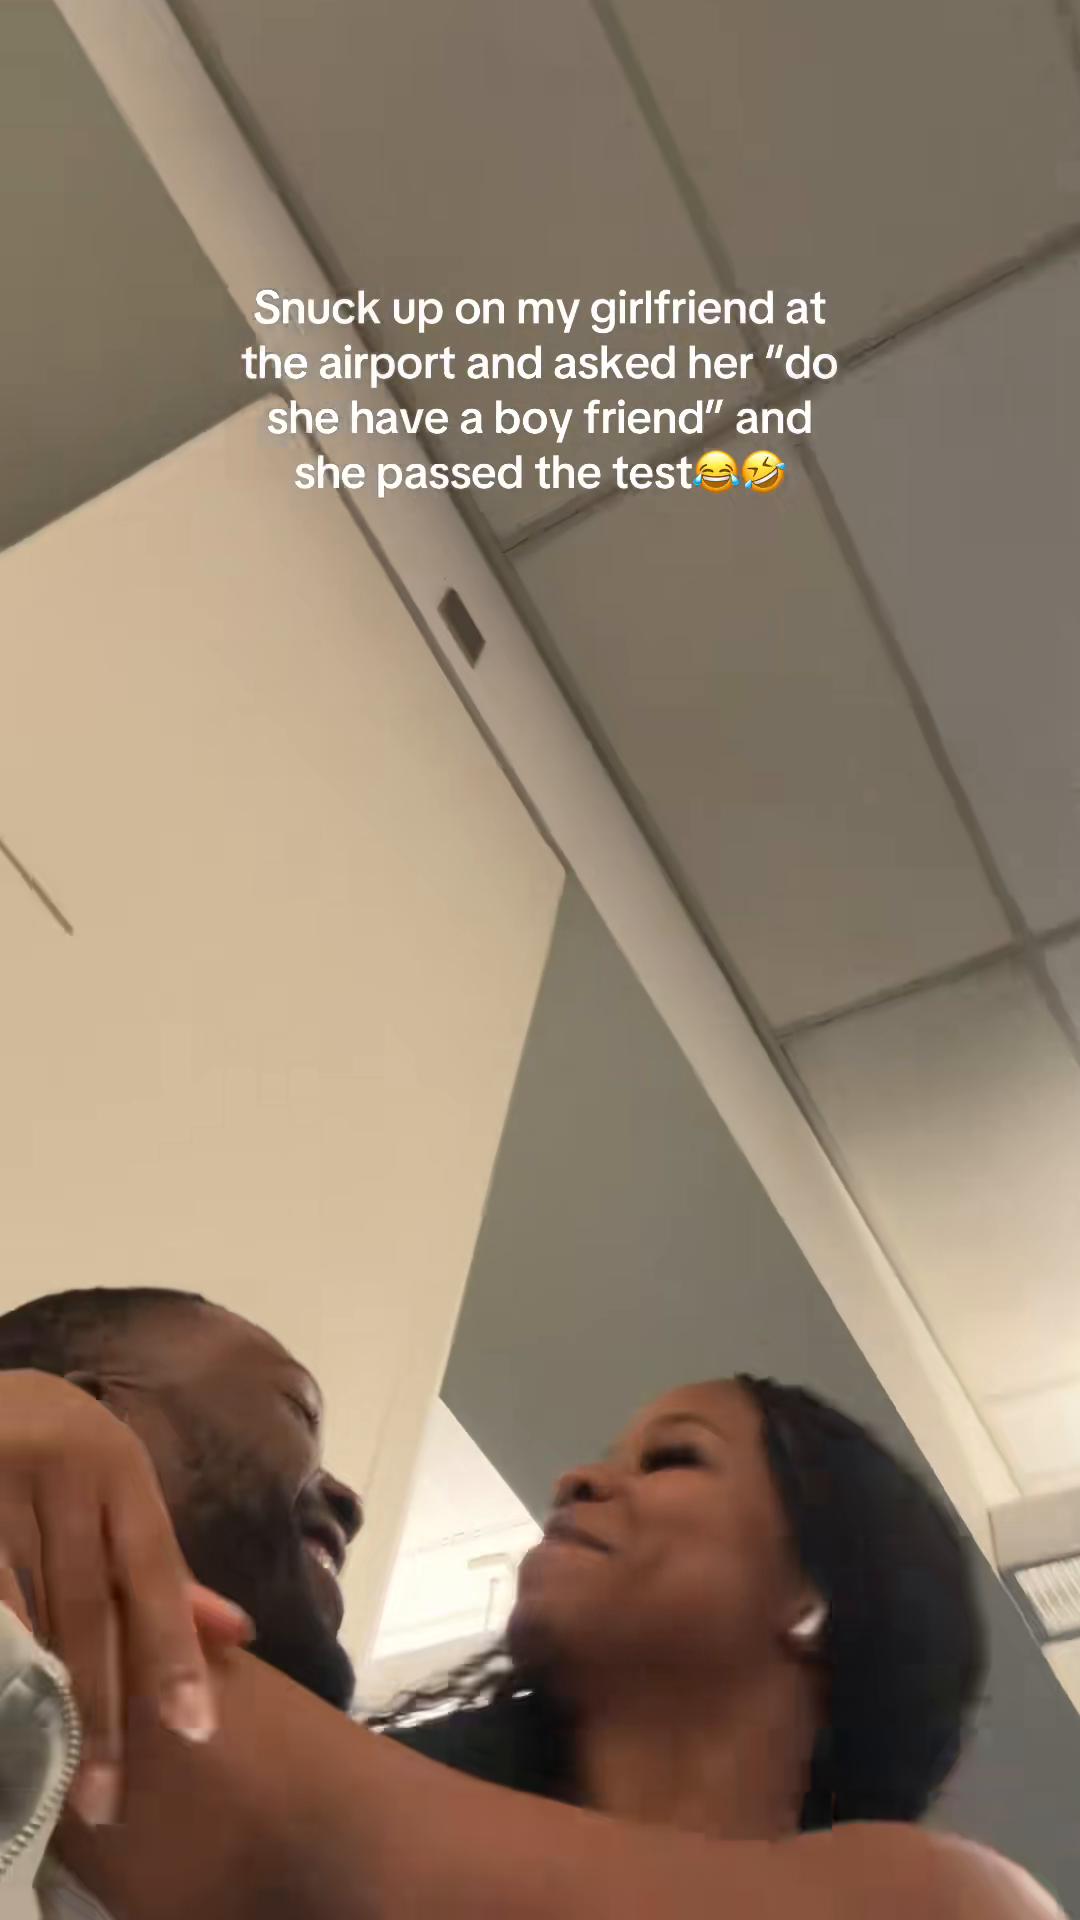 Snuck up on my girlfriend at
the airport and asked her “do
she have a boy friend” and
she passed the test😂🤣